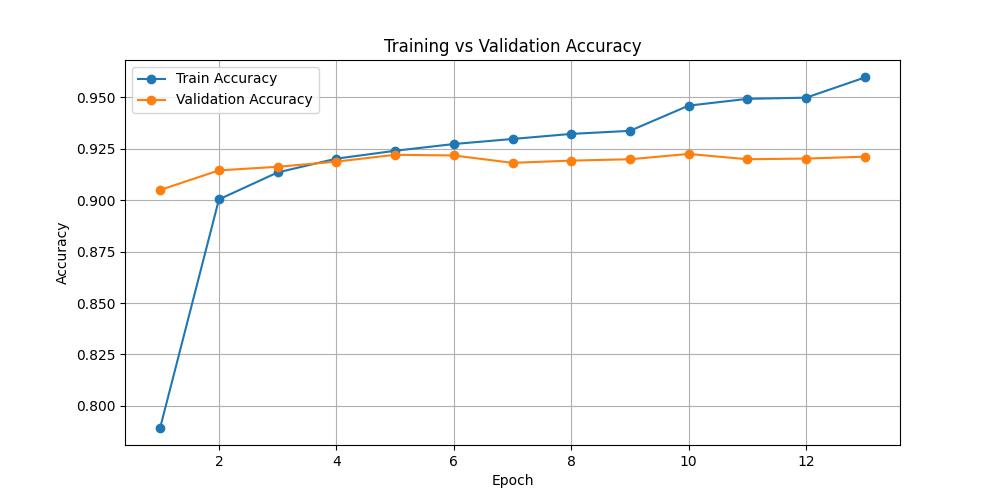 Training vs Validation Accuracy
Train Accuracy
Validation Accuracy
Accuracy
0.950
0.925
0.900
0.875
0.850
0.825
0.800
2 4 6 8 10 12
Epoch